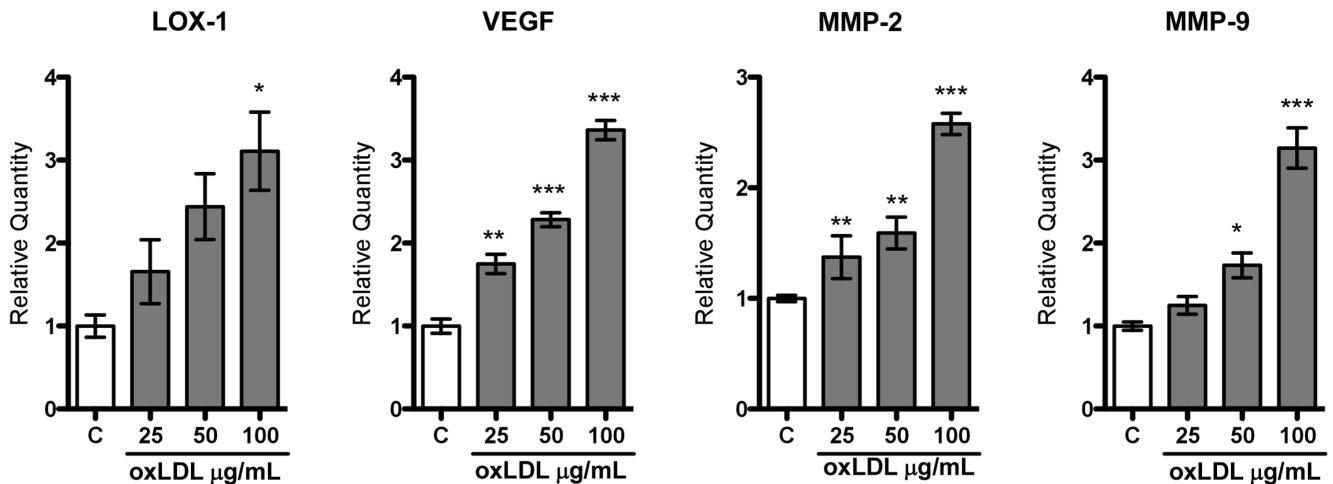 LOX-1 VEGF MMP-2 MMP-9
Relative Quantity
4
3
2
1
0
*
C 25 50 100
oxLDL μg/mL
Relative Quantity
4
3
2
1
0
** *** ***
C 25 50 100
oxLDL μg/mL
Relative Quantity
3
2
1
0
** ** ***
C 25 50 100
oxLDL μg/mL
Relative Quantity
4
3
2
1
0
* ***
C 25 50 100
oxLDL μg/mL